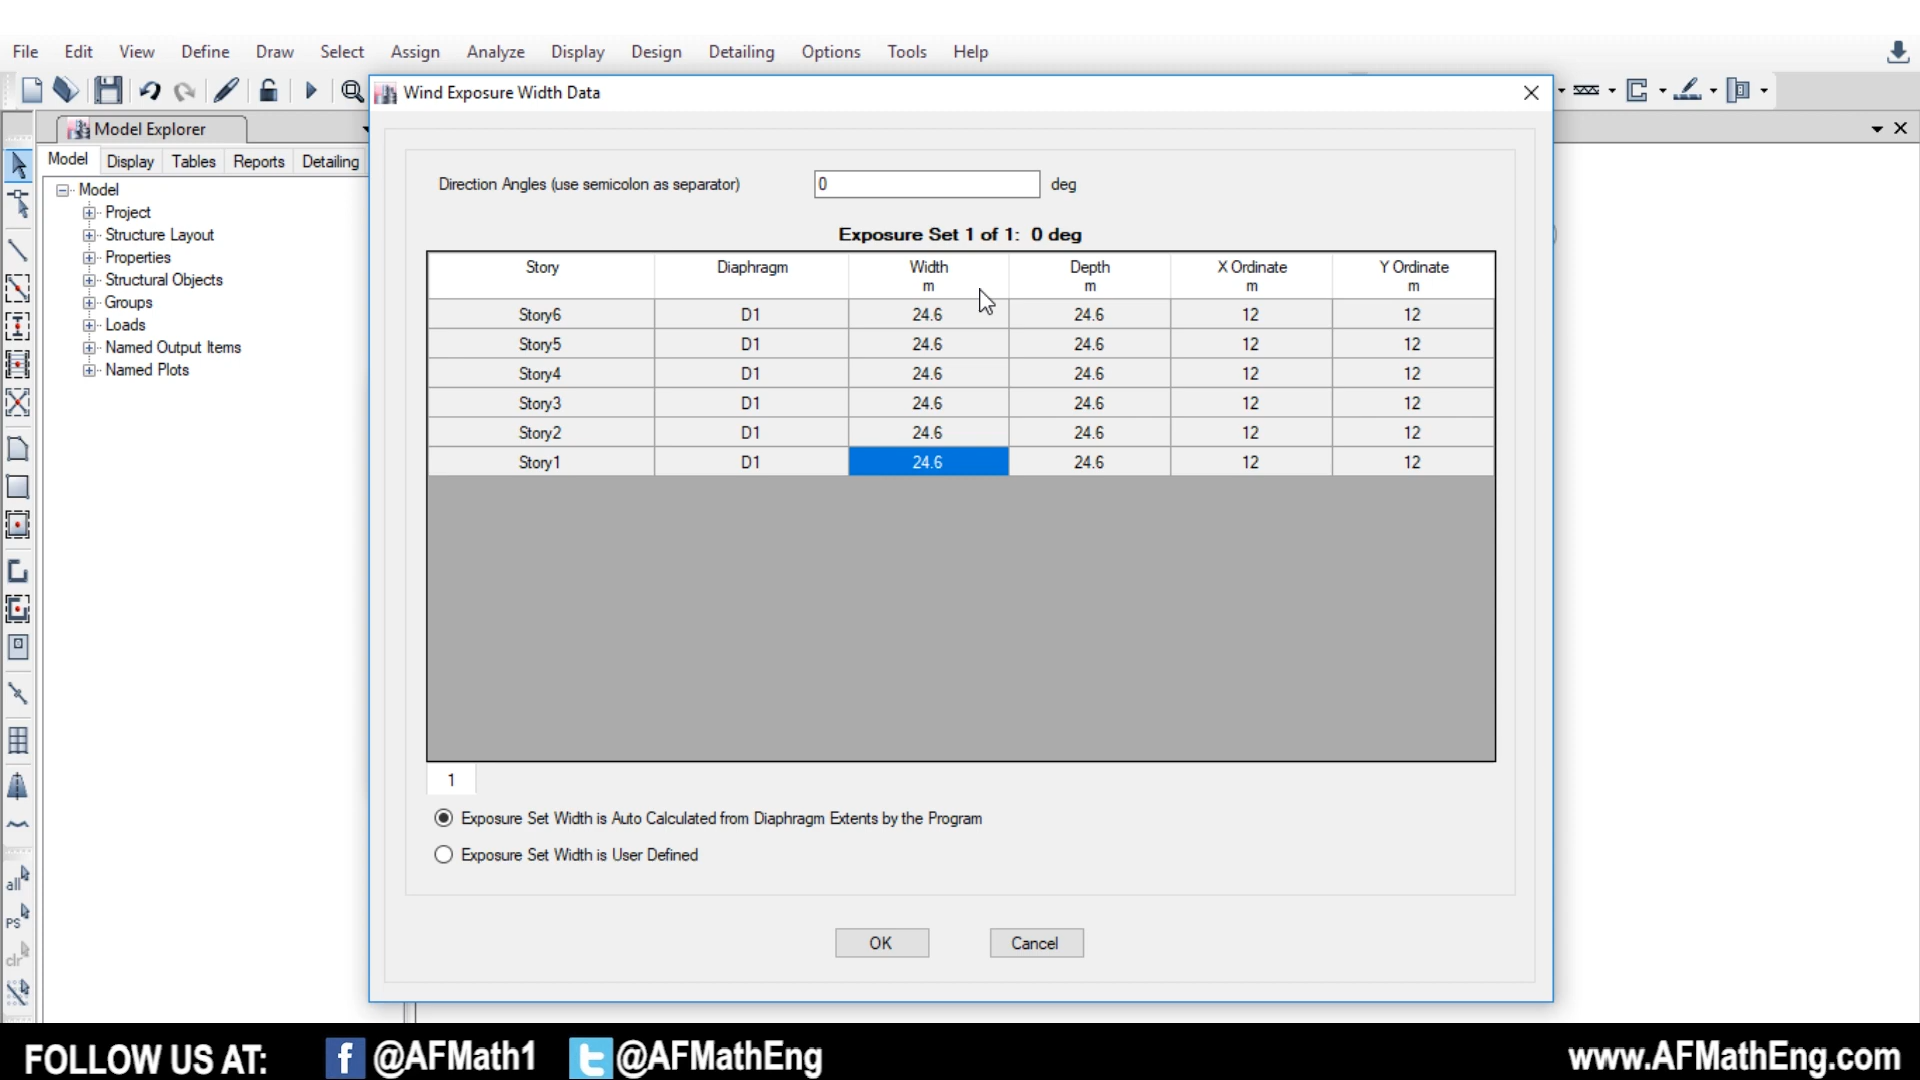 File Edit View Define Draw Select Assign Analyze Display Design Detailing Options Tools Help
Wind Exposure Width Data
Model Explorer
Model Display Tables Reports Detailing
Model
Project
Structure Layout
Properties
Structural Objects
Groups
Loads
Named Output Items
Named Plots
Direction Angles (use semicolon as separator) 0 deg
Exposure Set 1 of 1: 0 deg
Story Diaphragm Width m Depth m X Ordinate m Y Ordinate m
Story6 D1 24.6 24.6 12 12
Story5 D1 24.6 24.6 12 12
Story4 D1 24.6 24.6 12 12
Story3 D1 24.6 24.6 12 12
Story2 D1 24.6 24.6 12 12
Story1 D1 24.6 24.6 12 12
1
Exposure Set Width is Auto Calculated from Diaphragm Extents by the Program
Exposure Set Width is User Defined
OK Cancel
all
PS
clr
FOLLOW US AT: f @AFMath1 t @AFMathEng www.AFMathEng.com